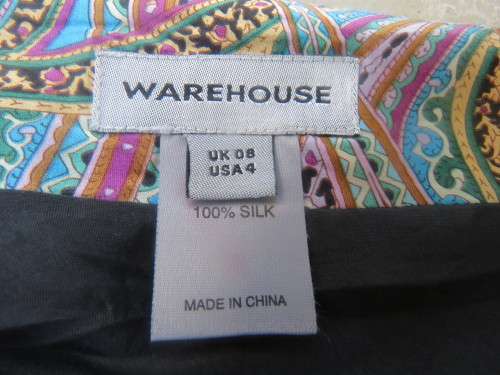 WAREHOUSE
UK 08
USA 4
100% SILK
MADE IN CHINA